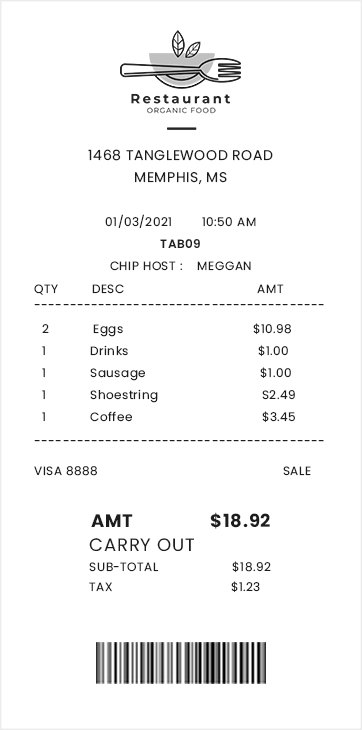 Restaurant
ORGANIC FOOD
1468 TANGLEWOOD ROAD
MEMPHIS, MS
01/03/2021 10:50 AM
TAB09
CHIP HOST : MEGGAN
QTY DESC AMT
2 Eggs $10.98
1 Drinks $1.00
1 Sausage $1.00
1 Shoestring S2.49
1 Coffee $3.45
VISA 8888 SALE
AMT $18.92
CARRY OUT
SUB-TOTAL $18.92
TAX $1.23